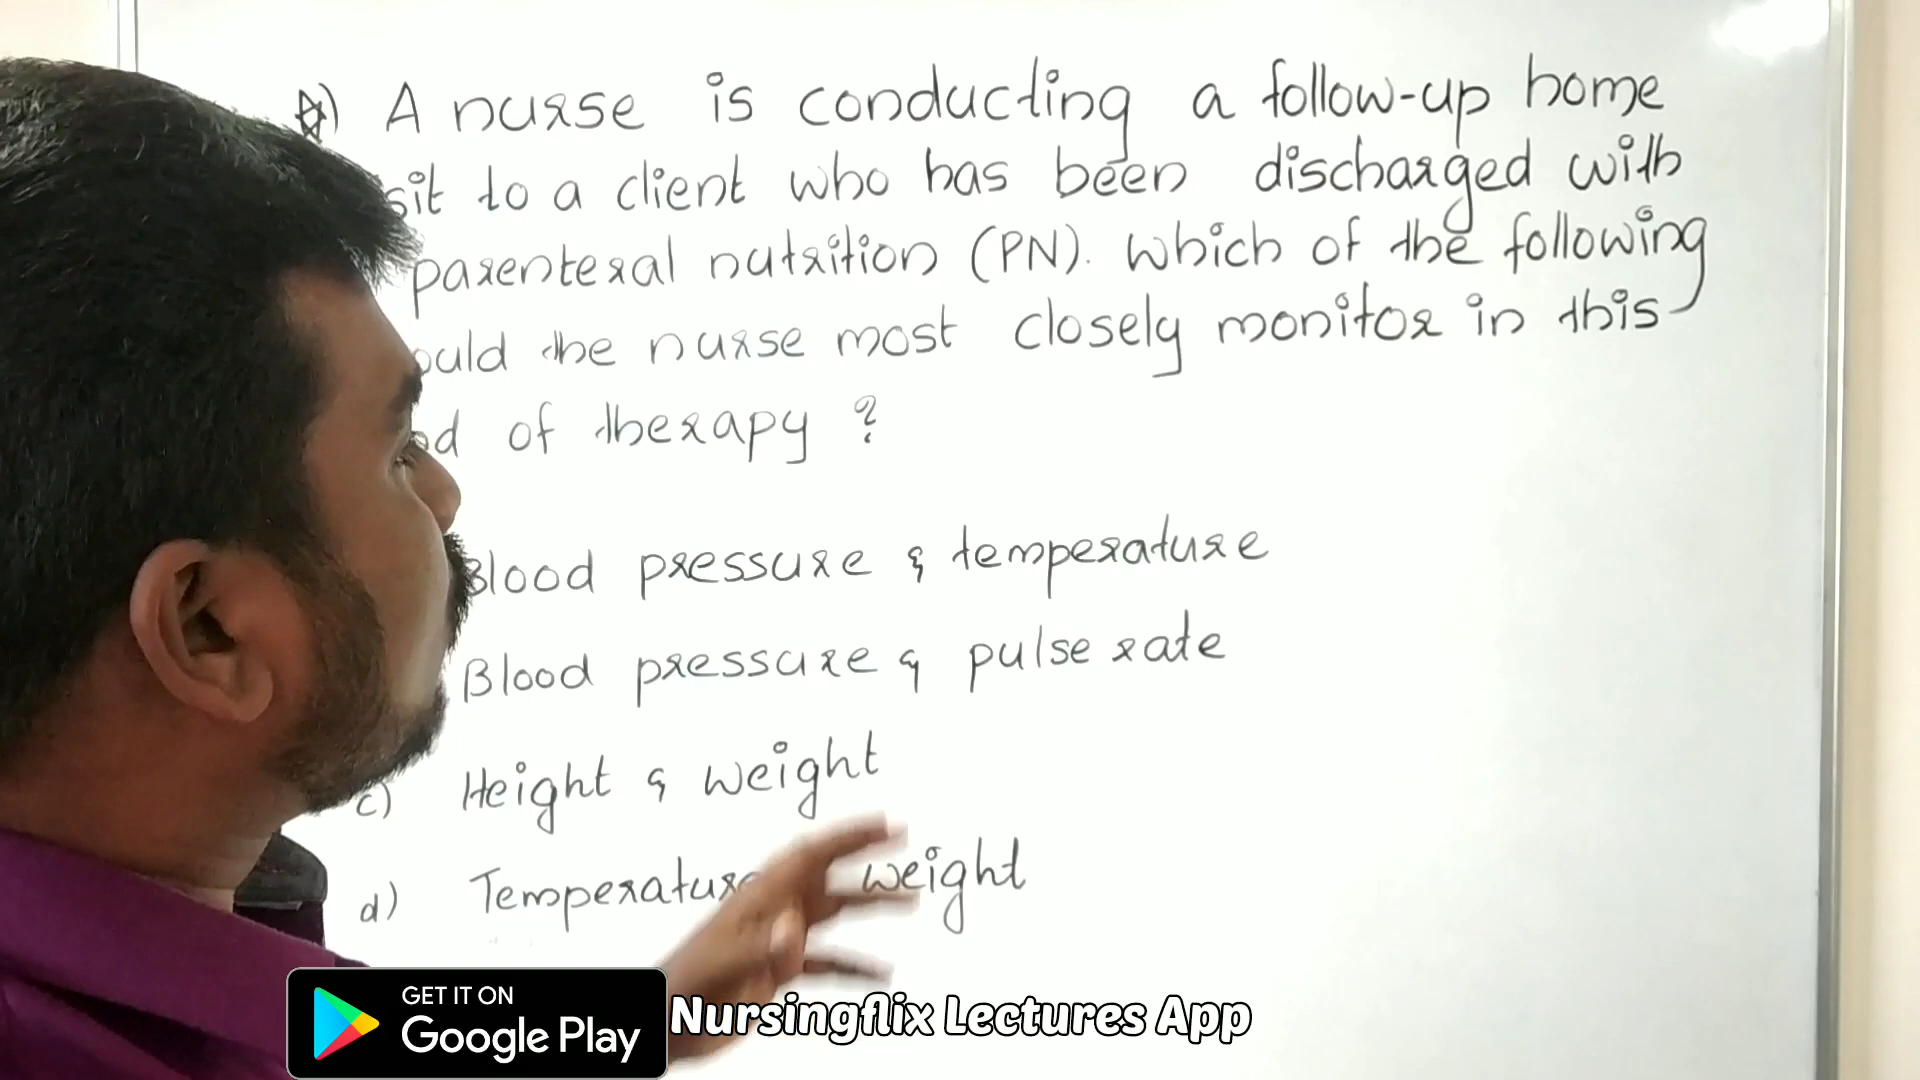 Q) A nurse is conducting a follow-up home
sit to a client who has been discharged with
parenteral nutrition (PN). which of the following
ould the nurse most closely monitor in this
od of therapy ?
Blood pressure & temperature
Blood pressure & pulse rate
c) Height & weight
d) Temperature weight
GET IT ON
Google Play
Nursingflix Lectures App